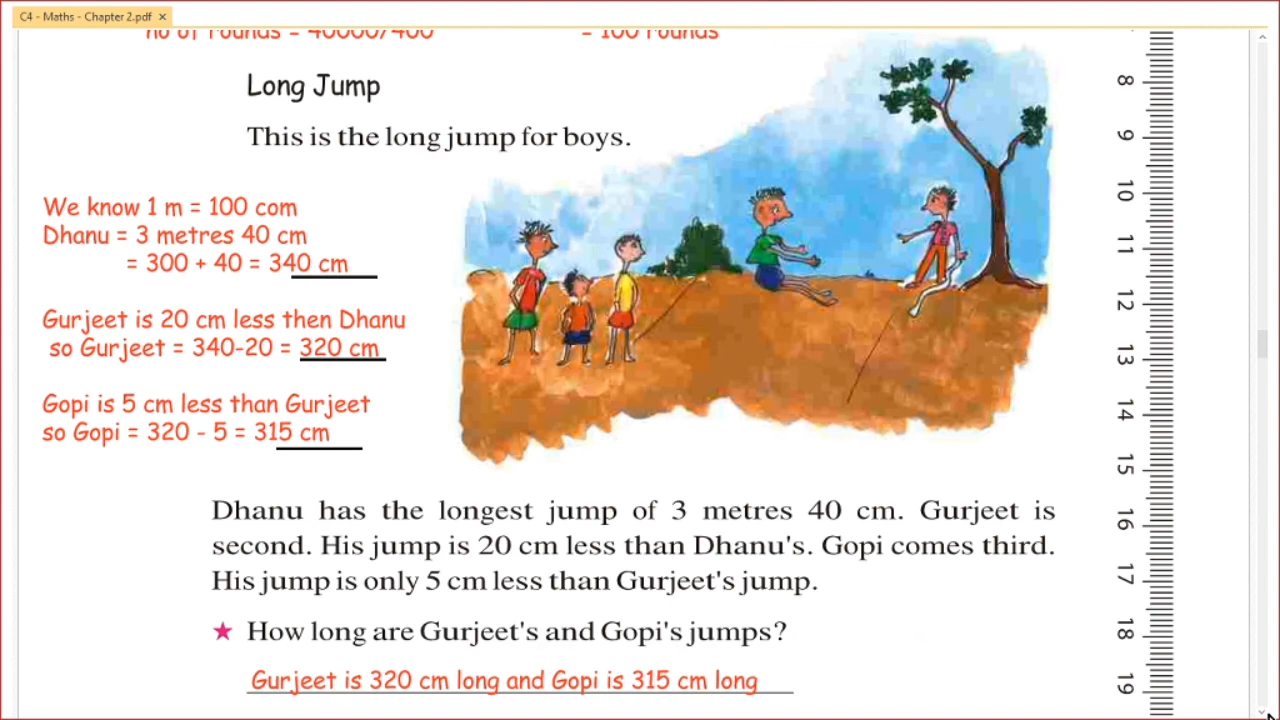 C4 - Maths - Chapter 2.pdf ×
no of rounds = 40000/400 = 100 rounds
Long Jump
This is the long jump for boys.
We know 1 m = 100 com
Dhanu = 3 metres 40 cm
= 300 + 40 = 340 cm
Gurjeet is 20 cm less then Dhanu
so Gurjeet = 340-20 = 320 cm
Gopi is 5 cm less than Gurjeet
so Gopi = 320 - 5 = 315 cm
Dhanu has the longest jump of 3 metres 40 cm. Gurjeet is
second. His jump is 20 cm less than Dhanu's. Gopi comes third.
His jump is only 5 cm less than Gurjeet's jump.
★ How long are Gurjeet's and Gopi's jumps?
Gurjeet is 320 cm long and Gopi is 315 cm long
8
9
10
11
12
13
14
15
16
17
18
19